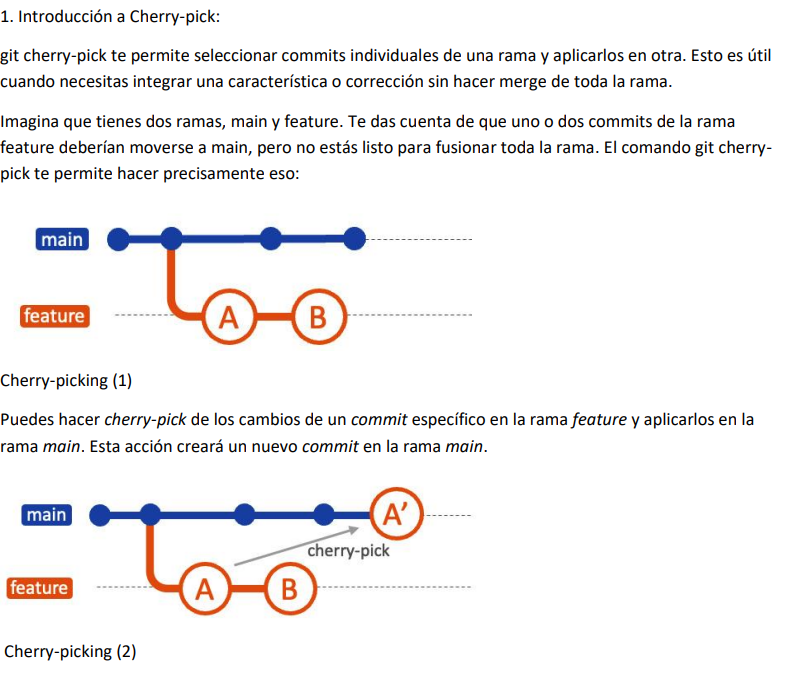 1. Introducción a Cherry-pick:
git cherry-pick te permite seleccionar commits individuales de una rama y aplicarlos en otra. Esto es útil
cuando necesitas integrar una característica o corrección sin hacer merge de toda la rama.
Imagina que tienes dos ramas, main y feature. Te das cuenta de que uno o dos commits de la rama
feature deberían moverse a main, pero no estás listo para fusionar toda la rama. El comando git cherry-
pick te permite hacer precisamente eso:
main
feature
A
B
Cherry-picking (1)
Puedes hacer cherry-pick de los cambios de un commit específico en la rama feature y aplicarlos en la
rama main. Esta acción creará un nuevo commit en la rama main.
main
A′
cherry-pick
feature
A
B
Cherry-picking (2)